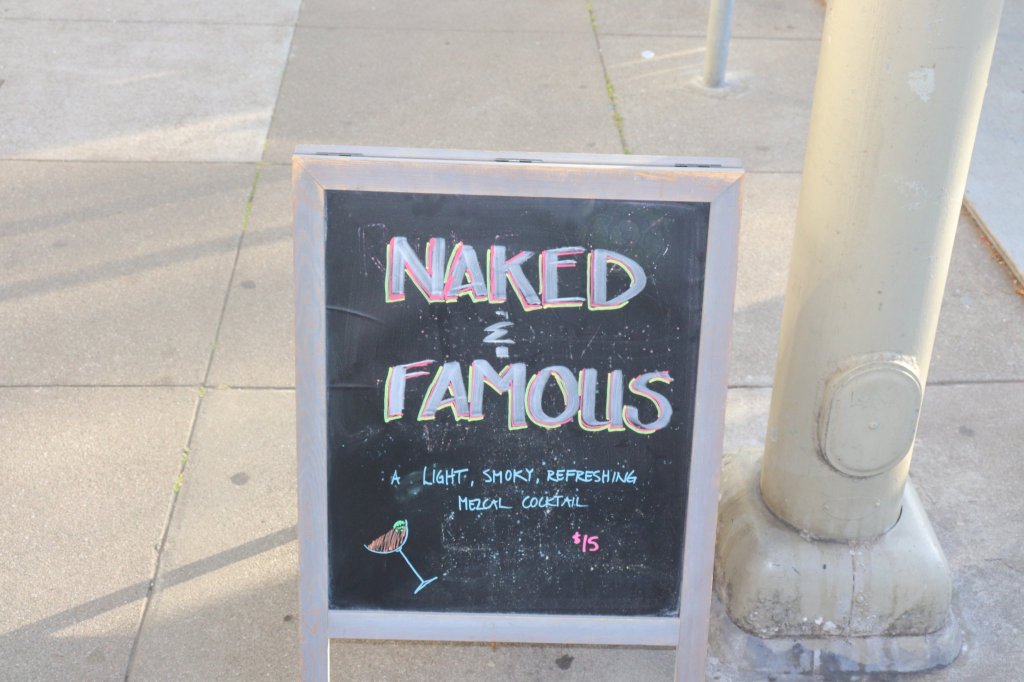 NAKED
&
FAMOUS
A LIGHT, SMOKY, REFRESHING
MEZCAL COCKTAIL
$15